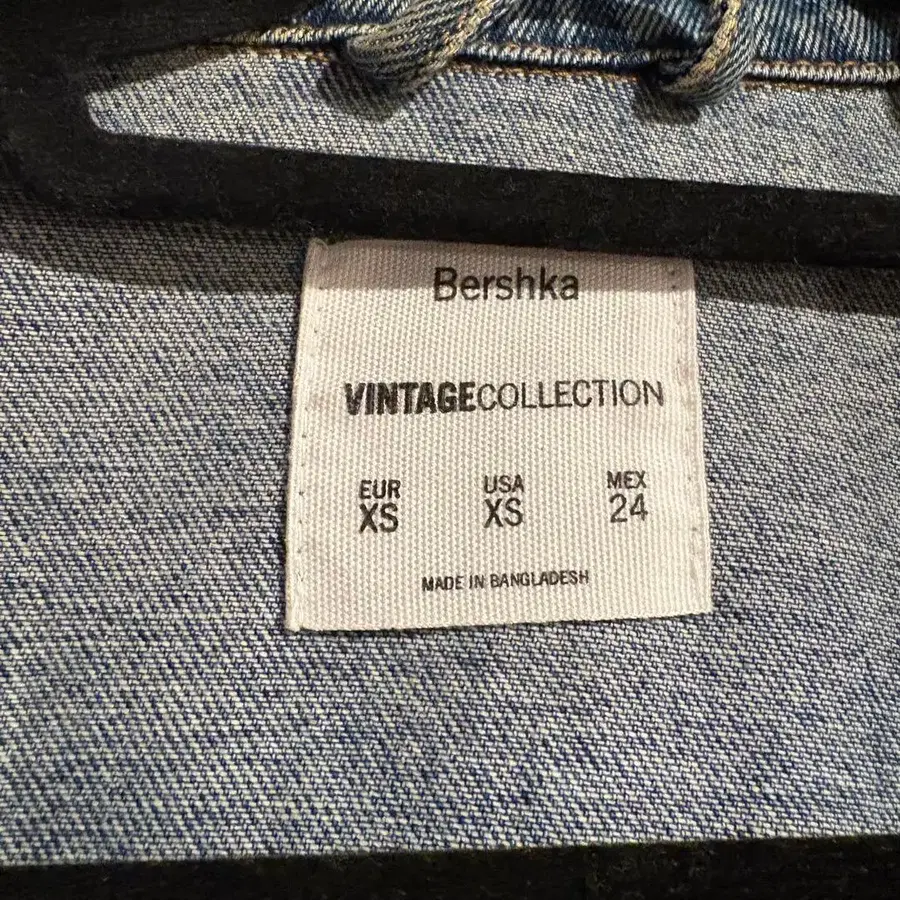 Bershka
VINTAGECOLLECTION
EUR USA MEX
XS XS 24
MADE IN BANGLADESH